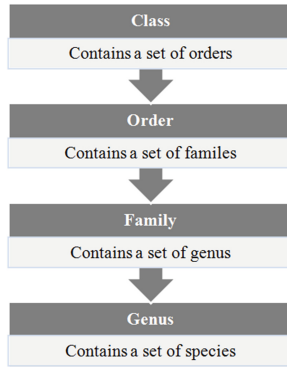 Class
Contains a set of orders
Order
Contains a set of familes
Family
Contains a set of genus
Genus
Contains a set of species